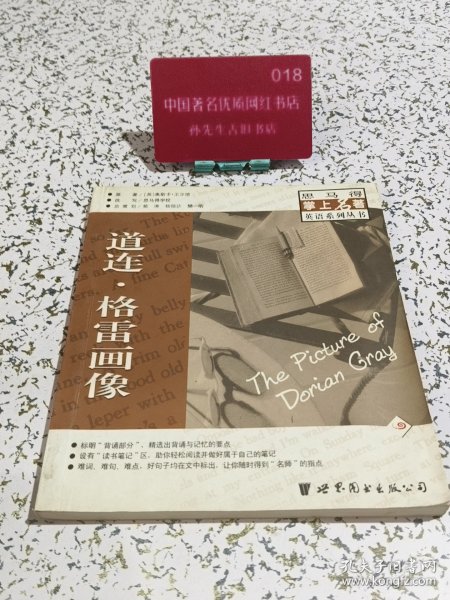 018
中国著名优质网红书店
孙先生古旧书店
思马得
掌上名著
英语系列丛书
道连·格雷画像
The Picture of
Dorian Gray
● 标明“背诵部分”，精选出背诵与记忆的要点
● 设有“读书笔记”区，助你轻松阅读并做好属于自己的笔记
● 难词、难句、难点、好句子均在文中标出，让你随时得到“名师”的指点
世界图书出版公司
孔夫子旧书网
www.kongfz.com